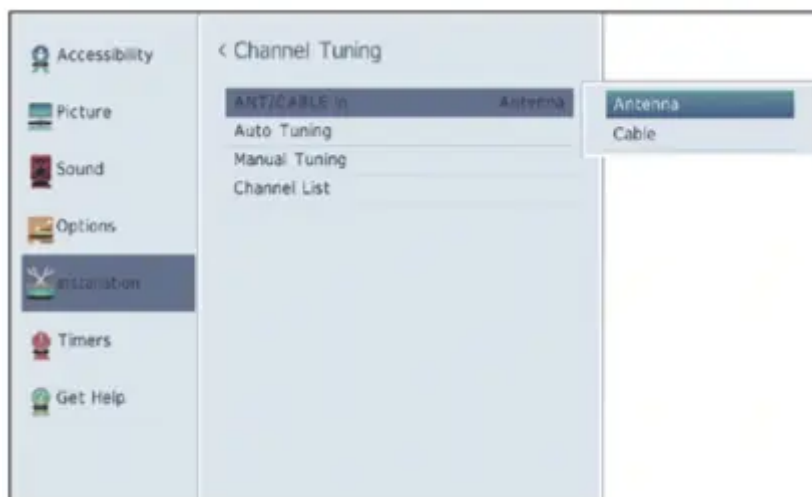 Accessibility
Picture
Sound
Options
Installation
Timers
Get Help
< Channel Tuning
ANT/CABLE In Antenna
Auto Tuning
Manual Tuning
Channel List
Antenna
Cable